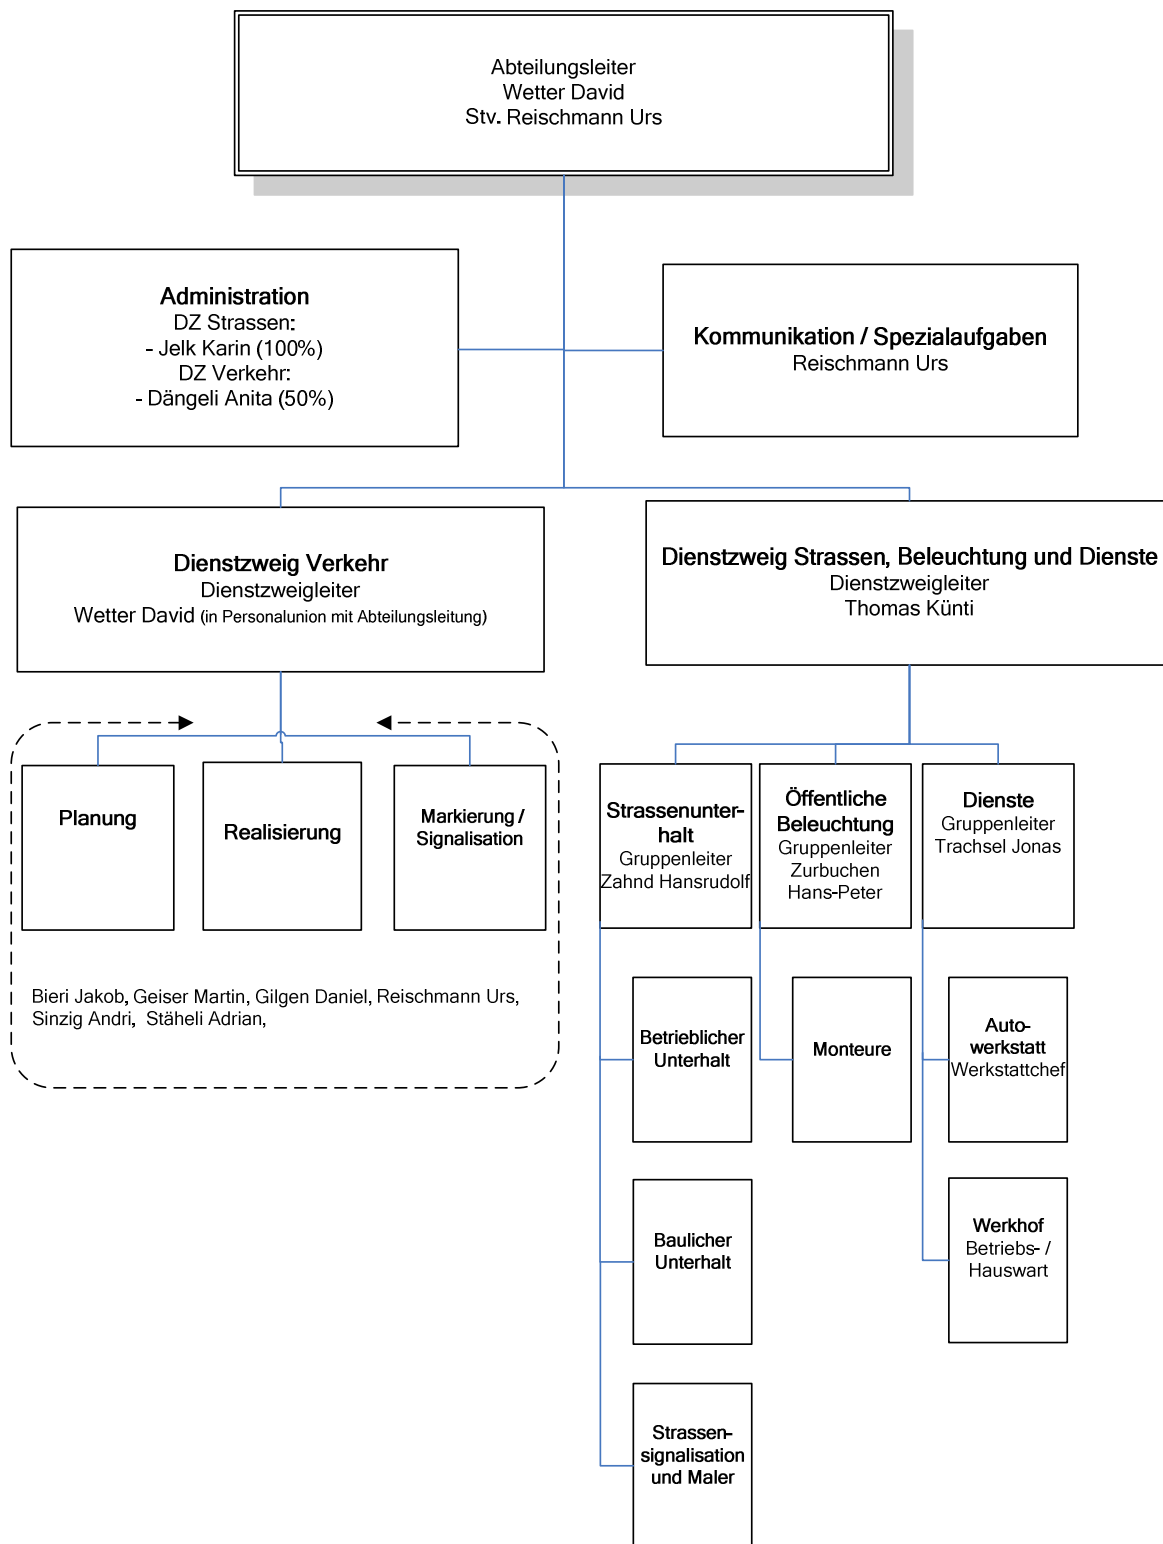 Abteilungsleiter
Wetter David
Stv. Reischmann Urs
Administration
DZ Strassen:
- Jelk Karin (100%)
DZ Verkehr:
- Dängeli Anita (50%)
Kommunikation / Spezialaufgaben
Reischmann Urs
Dienstzweig Verkehr
Dienstzweigleiter
Wetter David (in Personalunion mit Abteilungsleitung)
Dienstzweig Strassen, Beleuchtung und Dienste
Dienstzweigleiter
Thomas Künti
Planung
Realisierung
Markierung /
Signalisation
Bieri Jakob, Geiser Martin, Gilgen Daniel, Reischmann Urs,
Sinzig Andri, Stäheli Adrian,
Strassenunter-
halt
Gruppenleiter
Zahnd Hansrudolf
Öffentliche
Beleuchtung
Gruppenleiter
Zurbuchen
Hans-Peter
Dienste
Gruppenleiter
Trachsel Jonas
Betrieblicher
Unterhalt
Monteure
Auto-
werkstatt
Werkstattchef
Baulicher
Unterhalt
Werkhof
Betriebs- /
Hauswart
Strassen-
signalisation
und Maler